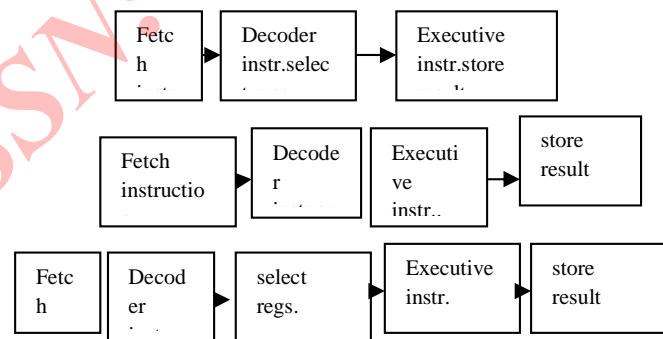 Fetc
h
Decoder
instr.selec
Executive
instr.store
Fetch
instructio
Decode
r
Executi
ve
instr..
store
result
Fetc
h
Decod
er
select
regs.
Executive
instr.
store
result
SSN: